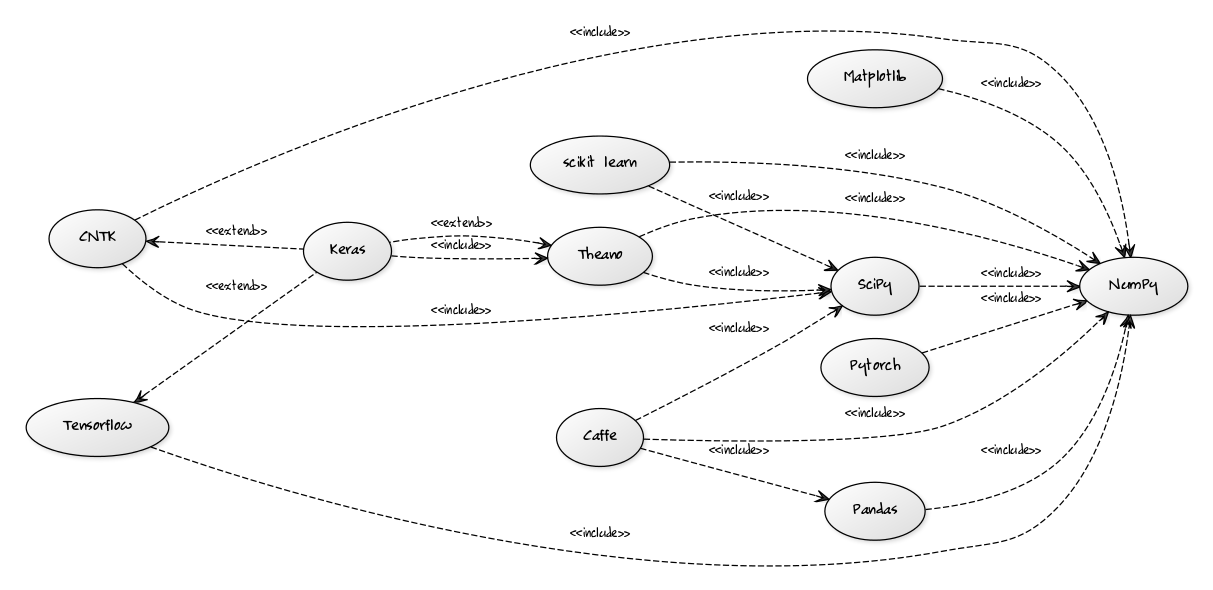 <<include>>
Matplotlib
<<include>>
scikit learn
<<include>>
<<include>>
<<include>>
CNTK
<<extend>>
Keras
<<extend>>
<<include>>
Theano
<<include>>
<<include>>
<<extend>>
SciPy
NumPy
<<include>>
<<include>>
<<include>>
Pytorch
<<include>>
Tensorflow
Caffe
<<include>>
<<include>>
Pandas
<<include>>